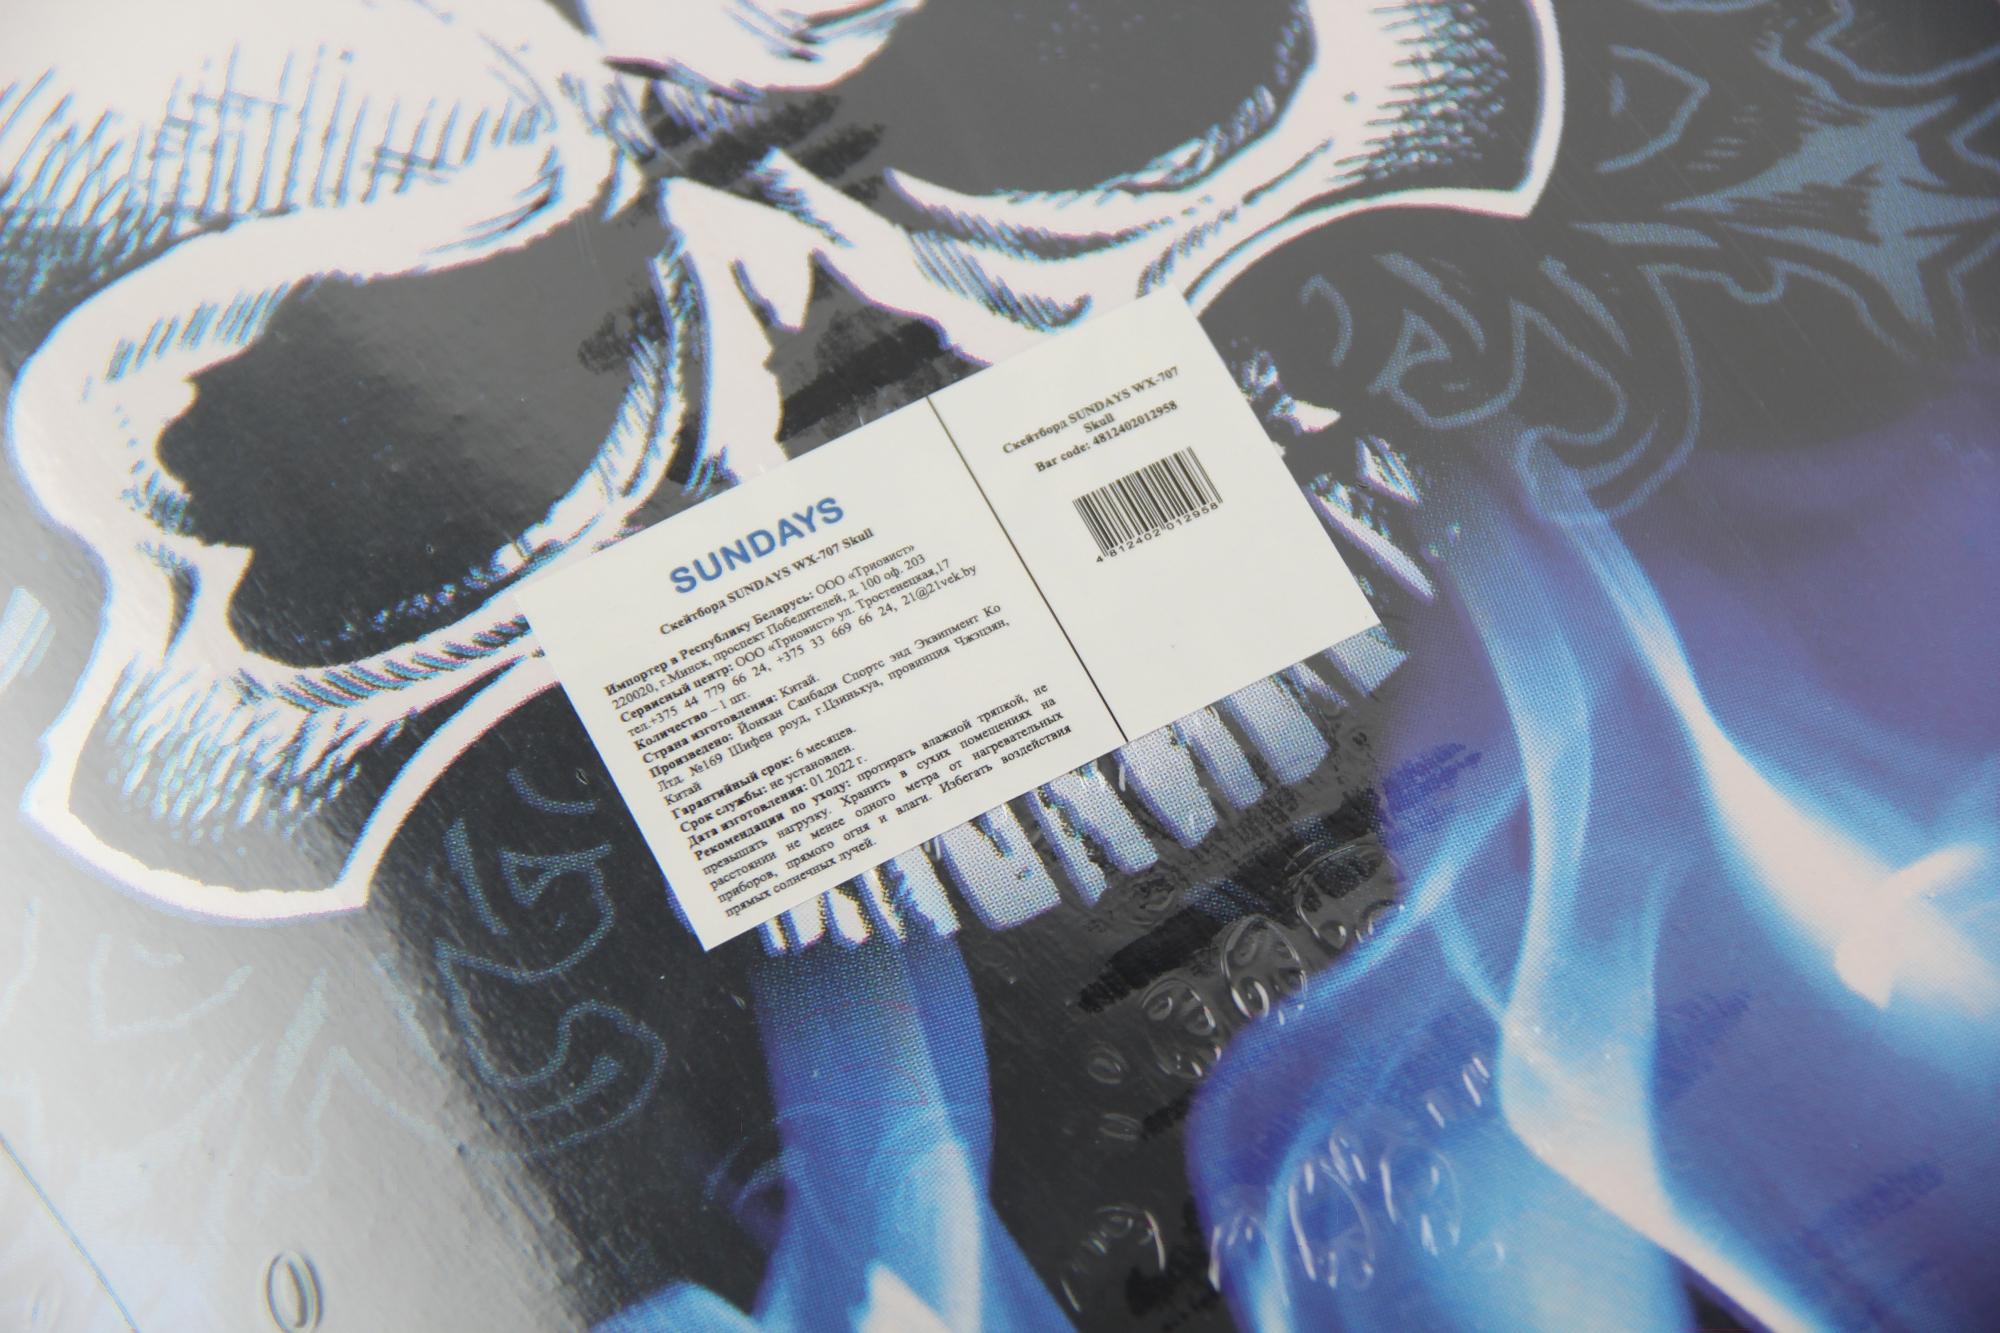 SUNDAYS
Скейтборд SUNDAYS WX-707 Skull
Импортер в Республику Беларусь: ООО «Триовист»
220020, г.Минск, проспект Победителей, д. 100 оф. 203
Сервисный центр: ООО «Триовист» ул. Тростенецкая,17
тел.+375 44 779 66 24, +375 33 669 66 24, 21@21vek.by
Количество – 1 шт.
Страна изготовления: Китай.
Произведено: Йонкан Санбади Спортс энд Эквипмент Ко
Лтд. №169 Шифен роуд, г.Цзиньхуа, провинция Чжэцзян,
Китай
Гарантийный срок: 6 месяцев.
Срок службы: не установлен.
Дата изготовления: 01.2022 г.
Рекомендации по уходу: протирать влажной тряпкой, не
превышать нагрузку. Хранить в сухих помещениях на
расстоянии не менее одного метра от нагревательных
приборов, прямого огня и влаги. Избегать воздействия
прямых солнечных лучей.
Скейтборд SUNDAYS WX-707
Skull
Bar code: 4812402012958
4 812402 012958